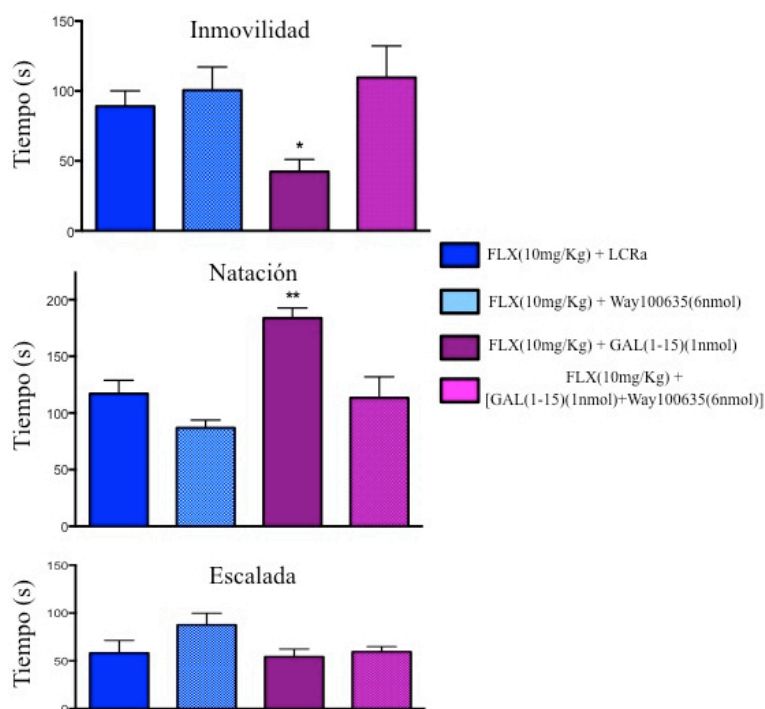 Inmovilidad
Tiempo (s)
150
100
50
0
*
Natación
Tiempo (s)
200
150
100
50
0
**
Escalada
Tiempo (s)
150
100
50
0
FLX(10mg/Kg) + LCRa
FLX(10mg/Kg) + Way100635(6nmol)
FLX(10mg/Kg) + GAL(1-15)(1nmol)
FLX(10mg/Kg) +
[GAL(1-15)(1nmol)+Way100635(6nmol)]